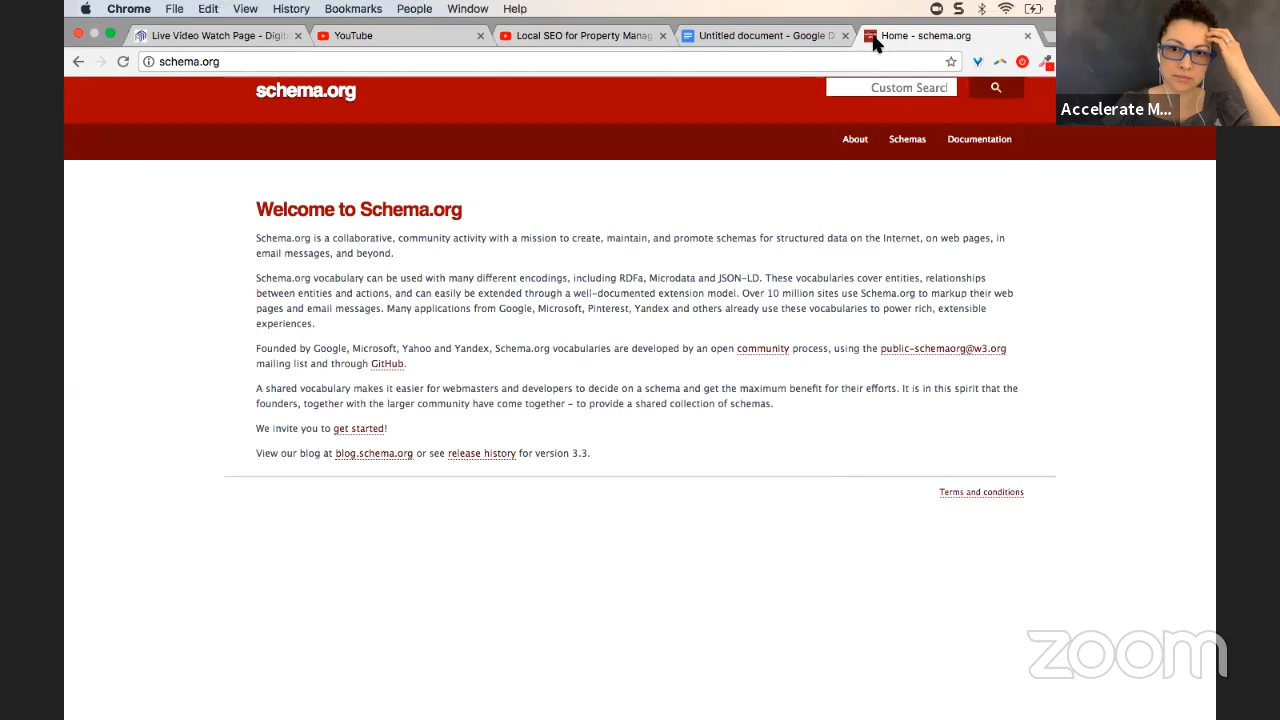 Chrome File Edit View History Bookmarks People Window Help
Live Video Watch Page - Digit
YouTube
Local SEO for Property Manag
Untitled document - Google D
Home - schema.org
schema.org
schema.org
Custom Search
About Schemas Documentation
Accelerate M...
Welcome to Schema.org
Schema.org is a collaborative, community activity with a mission to create, maintain, and promote schemas for structured data on the Internet, on web pages, in
email messages, and beyond.
Schema.org vocabulary can be used with many different encodings, including RDFa, Microdata and JSON-LD. These vocabularies cover entities, relationships
between entities and actions, and can easily be extended through a well-documented extension model. Over 10 million sites use Schema.org to markup their web
pages and email messages. Many applications from Google, Microsoft, Pinterest, Yandex and others already use these vocabularies to power rich, extensible
experiences.
Founded by Google, Microsoft, Yahoo and Yandex, Schema.org vocabularies are developed by an open community process, using the public-schemaorg@w3.org
mailing list and through GitHub.
A shared vocabulary makes it easier for webmasters and developers to decide on a schema and get the maximum benefit for their efforts. It is in this spirit that the
founders, together with the larger community have come together - to provide a shared collection of schemas.
We invite you to get started!
View our blog at blog.schema.org or see release history for version 3.3.
Terms and conditions
zoom